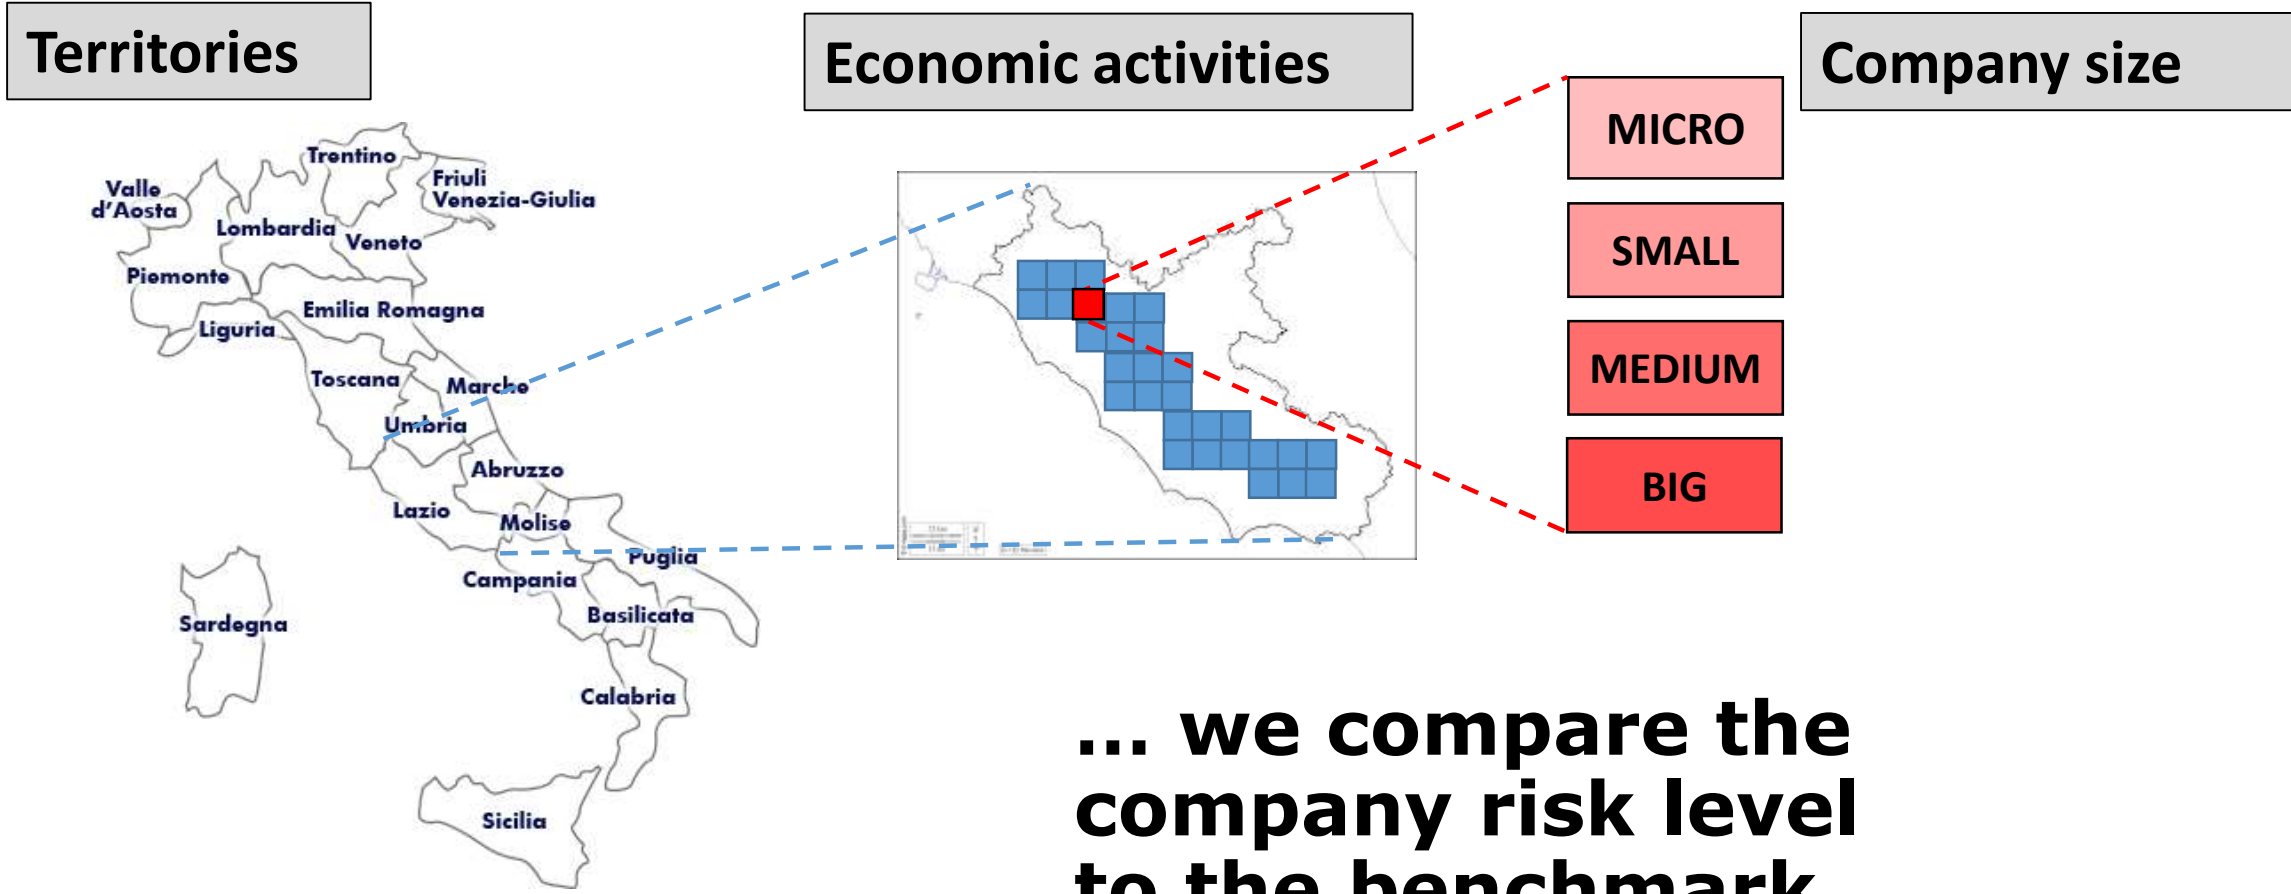 Territories
Economic activities
Company size
Trentino
Friuli
Venezia-Giulia
Valle
d'Aosta
Lombardia
Veneto
Piemonte
Emilia Romagna
Liguria
Toscana
Marche
Umbria
Abruzzo
Lazio
Molise
Puglia
Campania
Basilicata
Sardegna
Calabria
Sicilia
MICRO
SMALL
MEDIUM
BIG
... we compare the
company risk level
to the benchmark